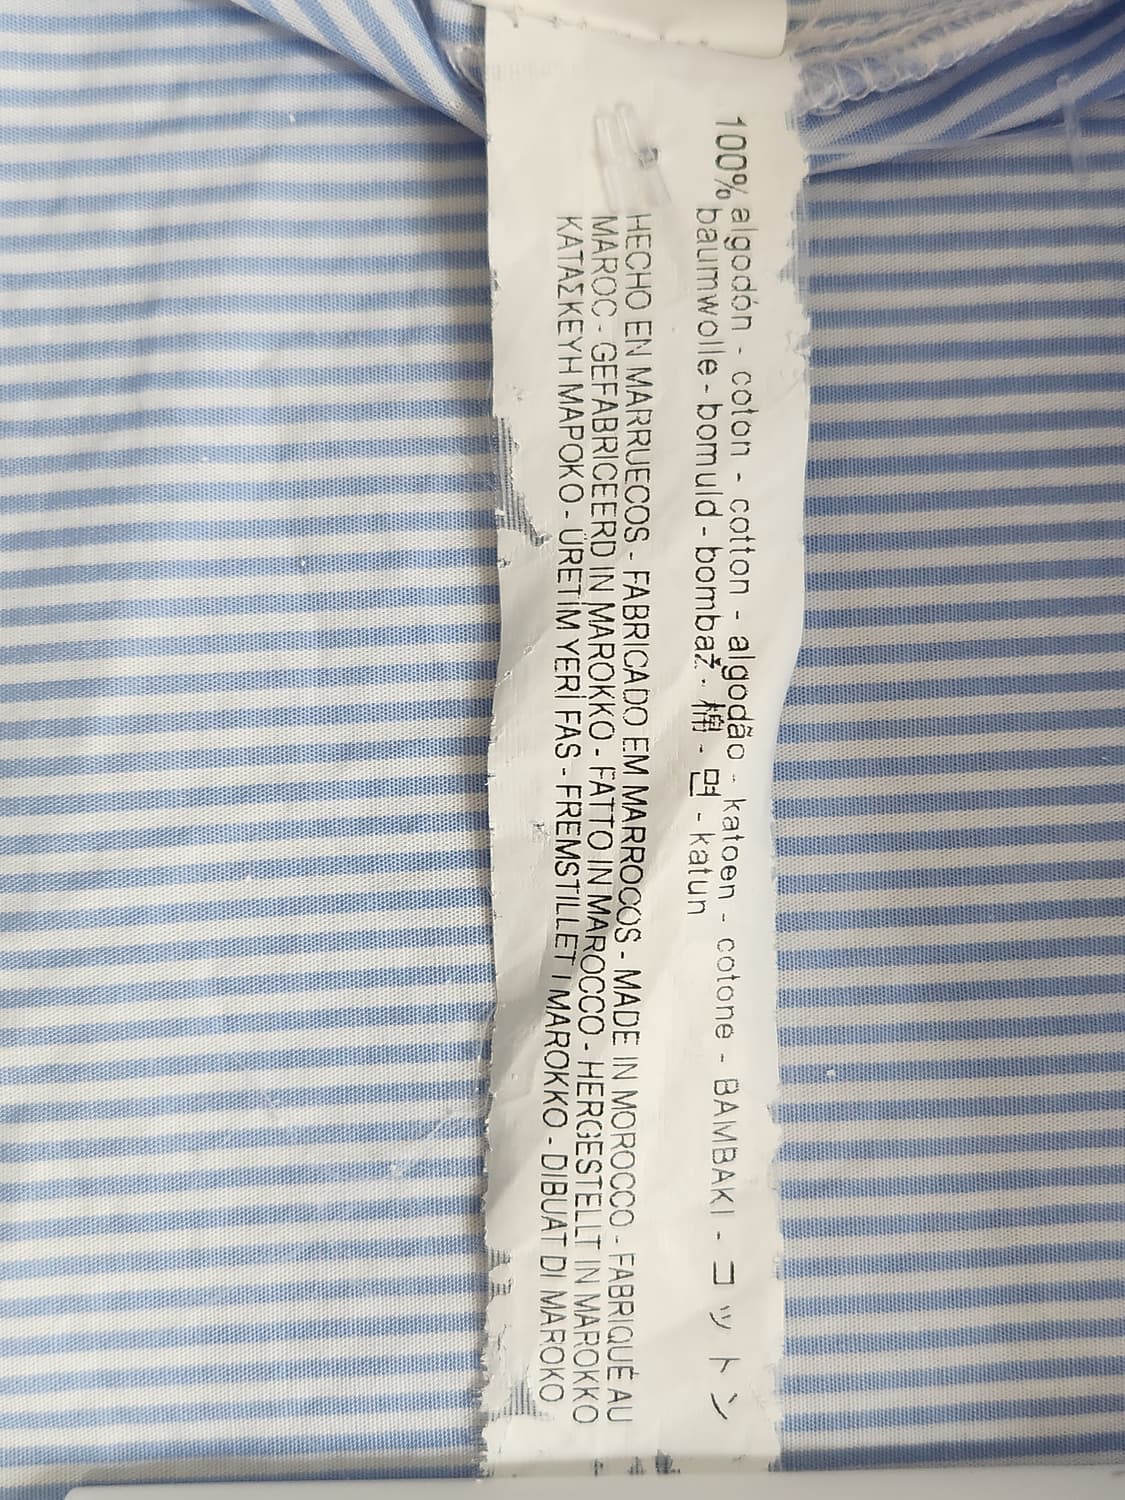 100% algodón - coton - cotton - algodão - katoen - cotone - BAMBAKI - コットン
baumwolle - bomuld - bombaž - 棉 - 면 - katun
HECHO EN MARRUECOS - FABRICADO EM MARROCOS - MADE IN MOROCCO - FABRIQUÉ AU
MAROC - GEFABRICEERD IN MAROKKO - FATTO IN MAROCCO - HERGESTELLT IN MAROKKO
ΚΑΤΑΣΚΕΥΗ ΜΑΡΟΚΟ - ÜRETİM YERİ FAS - FREMSTILLET I MAROKKO - DIBUAT DI MAROKO